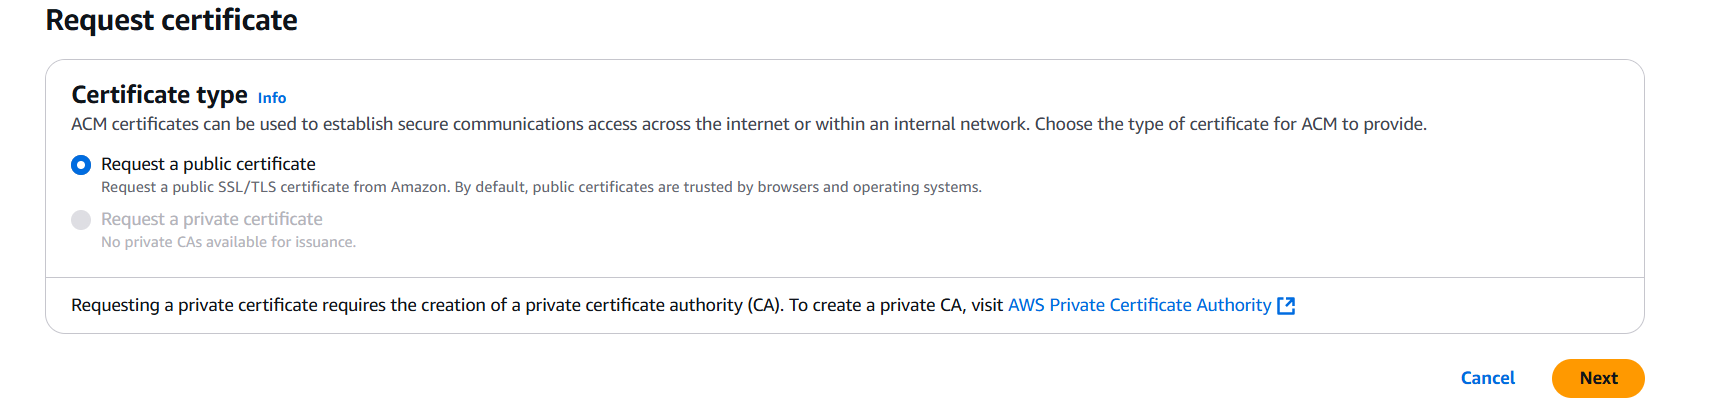 Request certificate
Certificate type Info
ACM certificates can be used to establish secure communications access across the internet or within an internal network. Choose the type of certificate for ACM to provide.
Request a public certificate
Request a public SSL/TLS certificate from Amazon. By default, public certificates are trusted by browsers and operating systems.
Request a private certificate
No private CAs available for issuance.
Requesting a private certificate requires the creation of a private certificate authority (CA). To create a private CA, visit AWS Private Certificate Authority
Cancel Next